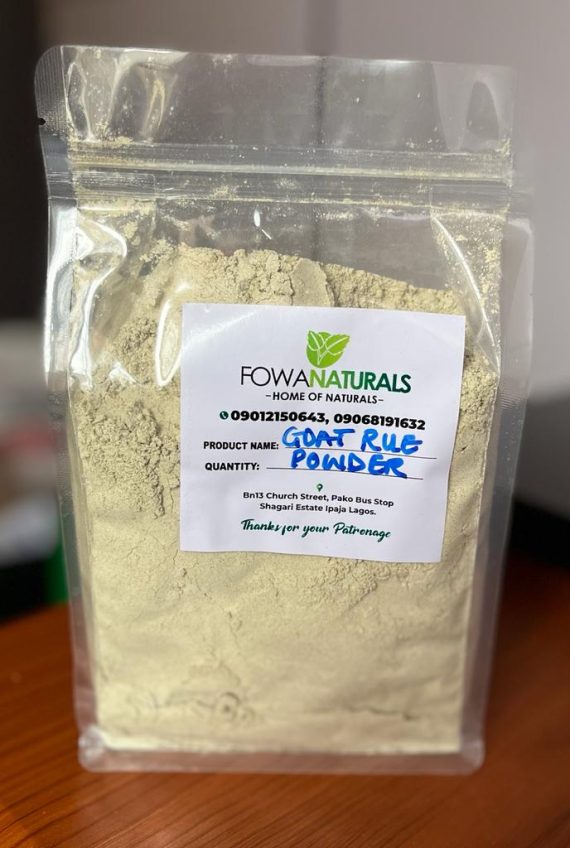 FOWANATURALS
-HOME OF NATURALS-
09012150643, 09068191632
PRODUCT NAME: GOAT RUE
QUANTITY: POWDER
Bn13 Church Street, Pako Bus Stop
Shagari Estate Ipaja Lagos.
Thanks for your Patronage